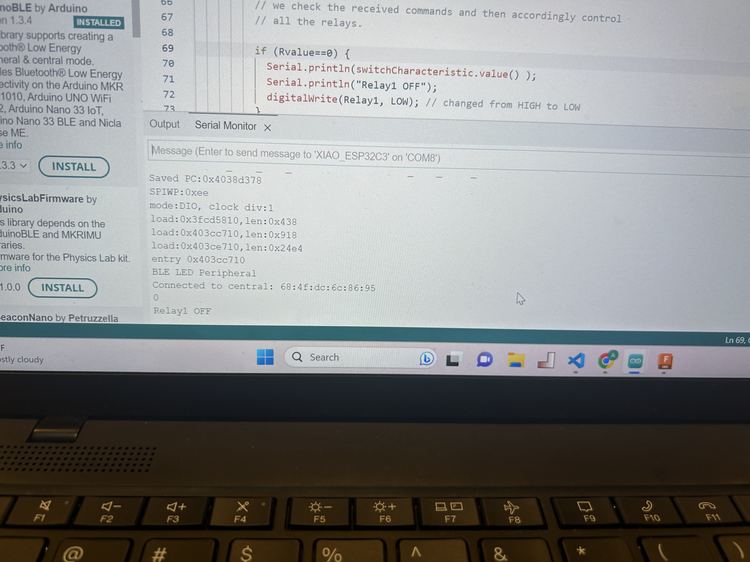 noBLE by Arduino
n 1.3.4 INSTALLED
brary supports creating a
ooth® Low Energy
neral & central mode.
les Bluetooth® Low Energy
ectivity on the Arduino MKR
1010, Arduino UNO WiFi
2, Arduino Nano 33 IoT,
ino Nano 33 BLE and Nicla
se ME.
e info
.3.3 INSTALL
ysicsLabFirmware by
duino
s library depends on the
duinoBLE and MKRIMU
raries.
rmware for the Physics Lab kit.
ore info
1.0.0 INSTALL
eaconNano by Petruzzella
66
67 // we check the received commands and then accordingly control
68 // all the relays.
69 if (Rvalue==0) {
70 Serial.println(switchCharacteristic.value() );
71 Serial.println("Relay1 OFF");
72 digitalWrite(Relay1, LOW); // changed from HIGH to LOW
73 }
Output Serial Monitor ×
Message (Enter to send message to 'XIAO_ESP32C3' on 'COM8')
Saved PC:0x4038d378
SPIWP:0xee
mode:DIO, clock div:1
load:0x3fcd5810,len:0x438
load:0x403cc710,len:0x918
load:0x403ce710,len:0x24e4
entry 0x403cc710
BLE LED Peripheral
Connected to central: 68:4f:dc:6c:86:95
0
Relay1 OFF
Ln 69,
F
stly cloudy
Search
F1 F2 F3 F4 F5 F6 F7 F8 F9 F10 F11
@ # $ % ^ & * ( )